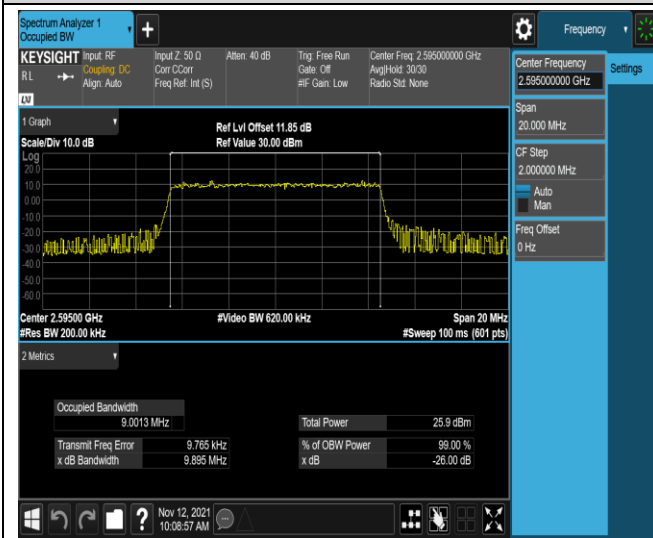 Spectrum Analyzer 1
Occupied BW
+
Frequency
KEYSIGHT
R L
LXI
Input: RF
Coupling: DC
Align: Auto
Input Z: 50 Ω
Corr CCorr
Freq Ref: Int (S)
Atten: 40 dB
Trig: Free Run
Gate: Off
#IF Gain: Low
Center Freq: 2.595000000 GHz
Avg|Hold: 30/30
Radio Std: None
Center Frequency
2.595000000 GHz
Settings
Span
20.000 MHz
CF Step
2.000000 MHz
Auto
Man
Freq Offset
0 Hz
1 Graph
Scale/Div 10.0 dB
Ref Lvl Offset 11.85 dB
Ref Value 30.00 dBm
Log
20.0
10.0
0.00
-10.0
-20.0
-30.0
-40.0
-50.0
-60.0
Center 2.59500 GHz
#Res BW 200.00 kHz
#Video BW 620.00 kHz
Span 20 MHz
#Sweep 100 ms (601 pts)
2 Metrics
Occupied Bandwidth
9.0013 MHz
Total Power 25.9 dBm
Transmit Freq Error 9.765 kHz
% of OBW Power 99.00 %
x dB Bandwidth 9.895 MHz
x dB -26.00 dB
?
Nov 12, 2021
10:08:57 AM